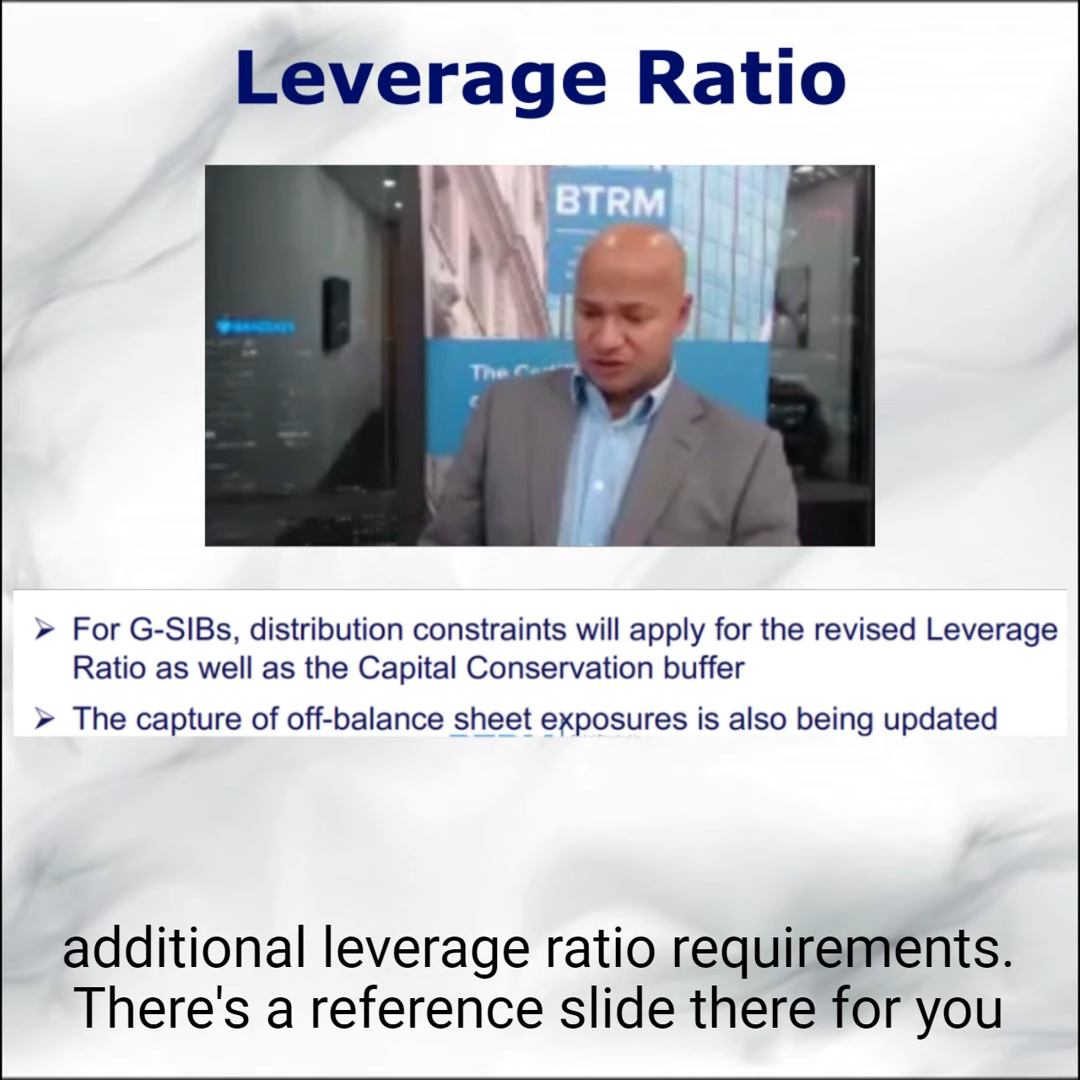 Leverage Ratio
BTRM
The
➢ For G-SIBs, distribution constraints will apply for the revised Leverage
Ratio as well as the Capital Conservation buffer
➢ The capture of off-balance sheet exposures is also being updated
additional leverage ratio requirements.
There's a reference slide there for you